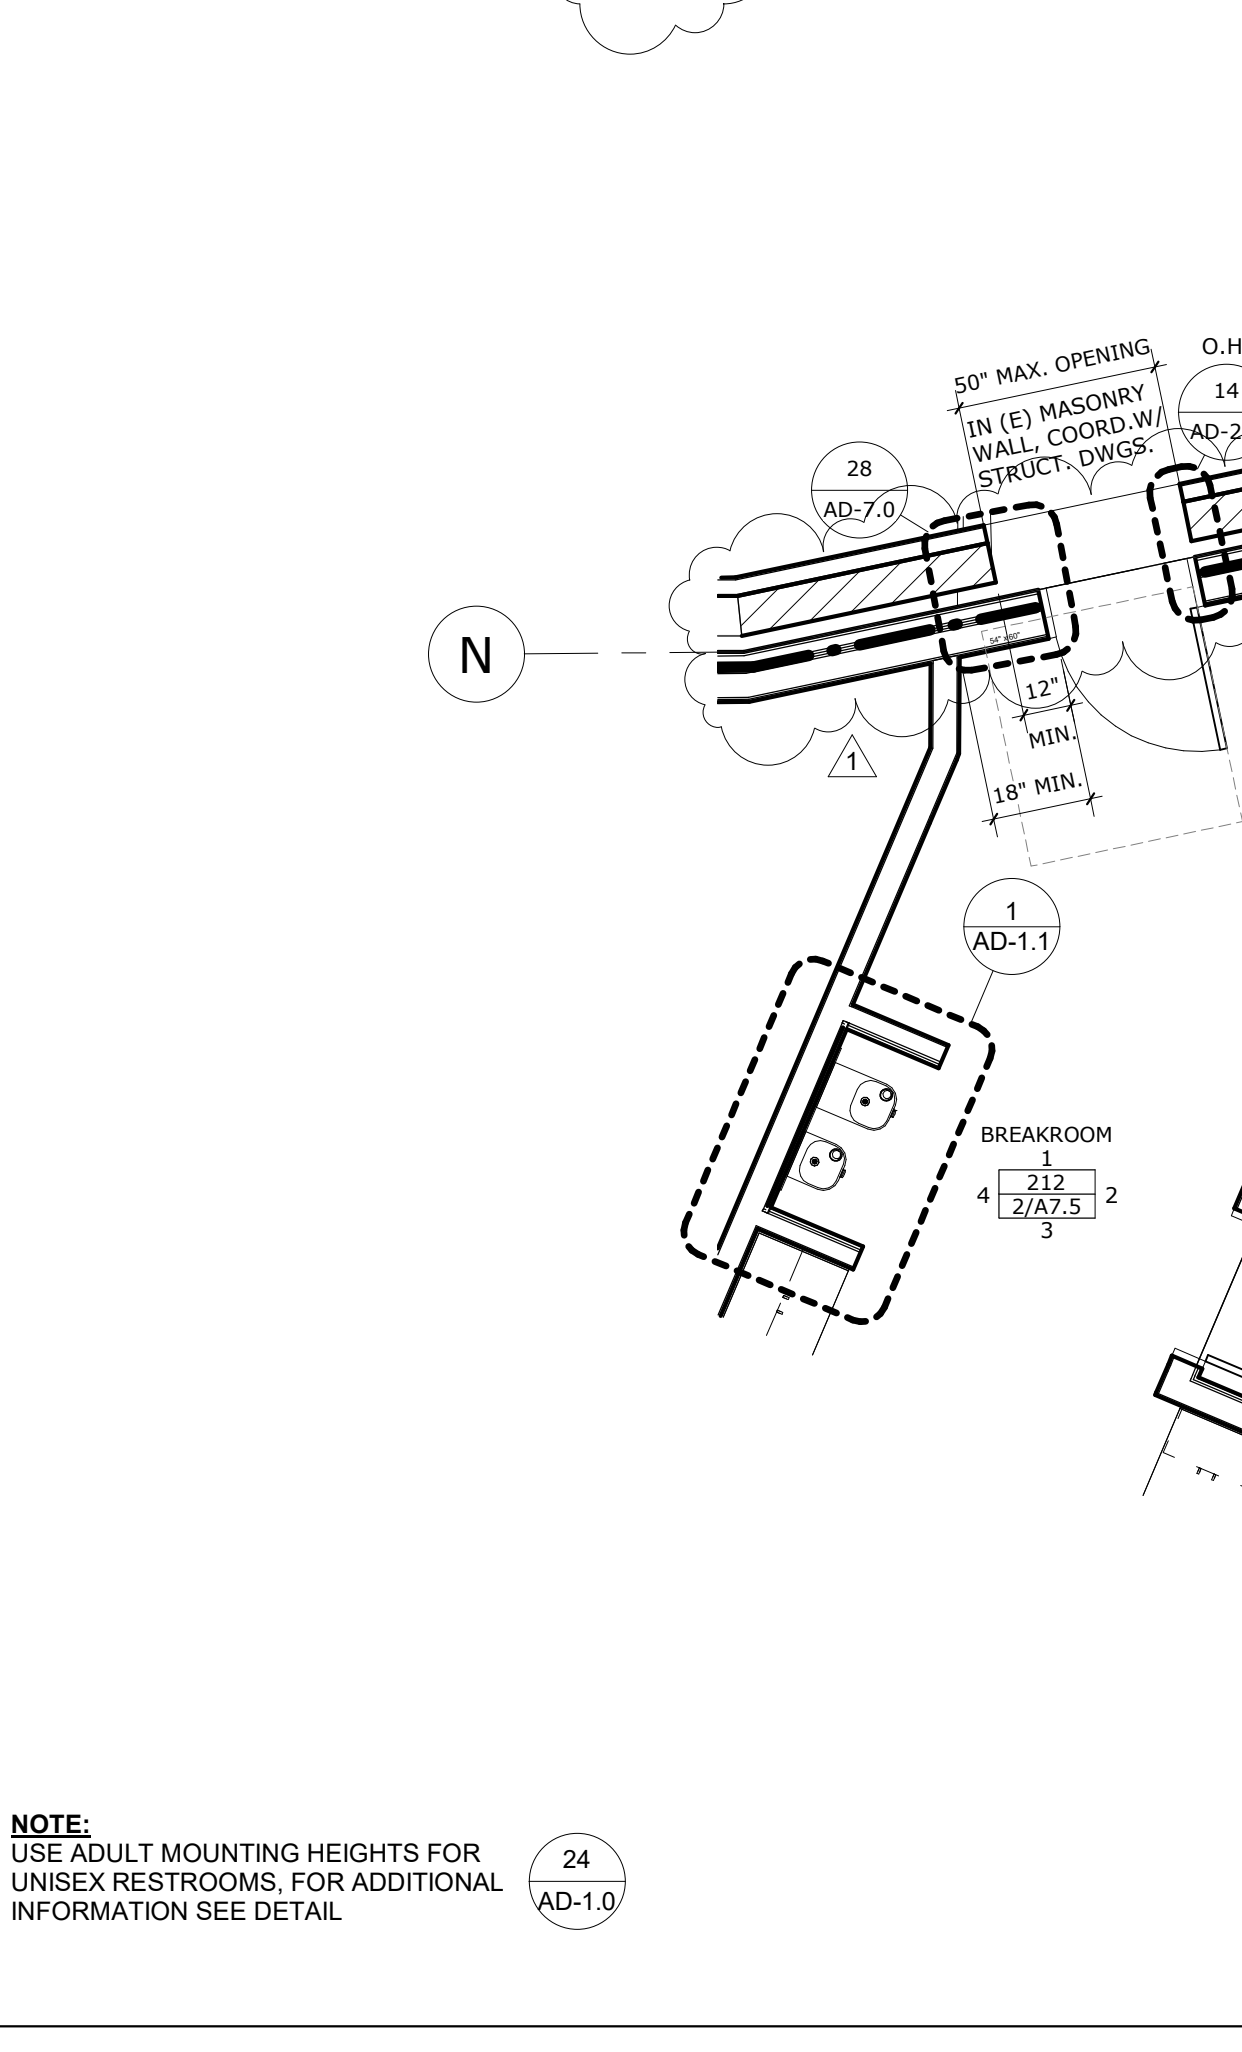 50" MAX. OPENING
IN (E) MASONRY
WALL, COORD.W/
STRUCT. DWGS.
O.H
14
AD-2
28
AD-7.0
N
54" x60"
12"
MIN.
18" MIN.
1
1
AD-1.1
BREAKROOM
1
4 212 2
2/A7.5
3
NOTE:
USE ADULT MOUNTING HEIGHTS FOR
UNISEX RESTROOMS, FOR ADDITIONAL
INFORMATION SEE DETAIL
24
AD-1.0